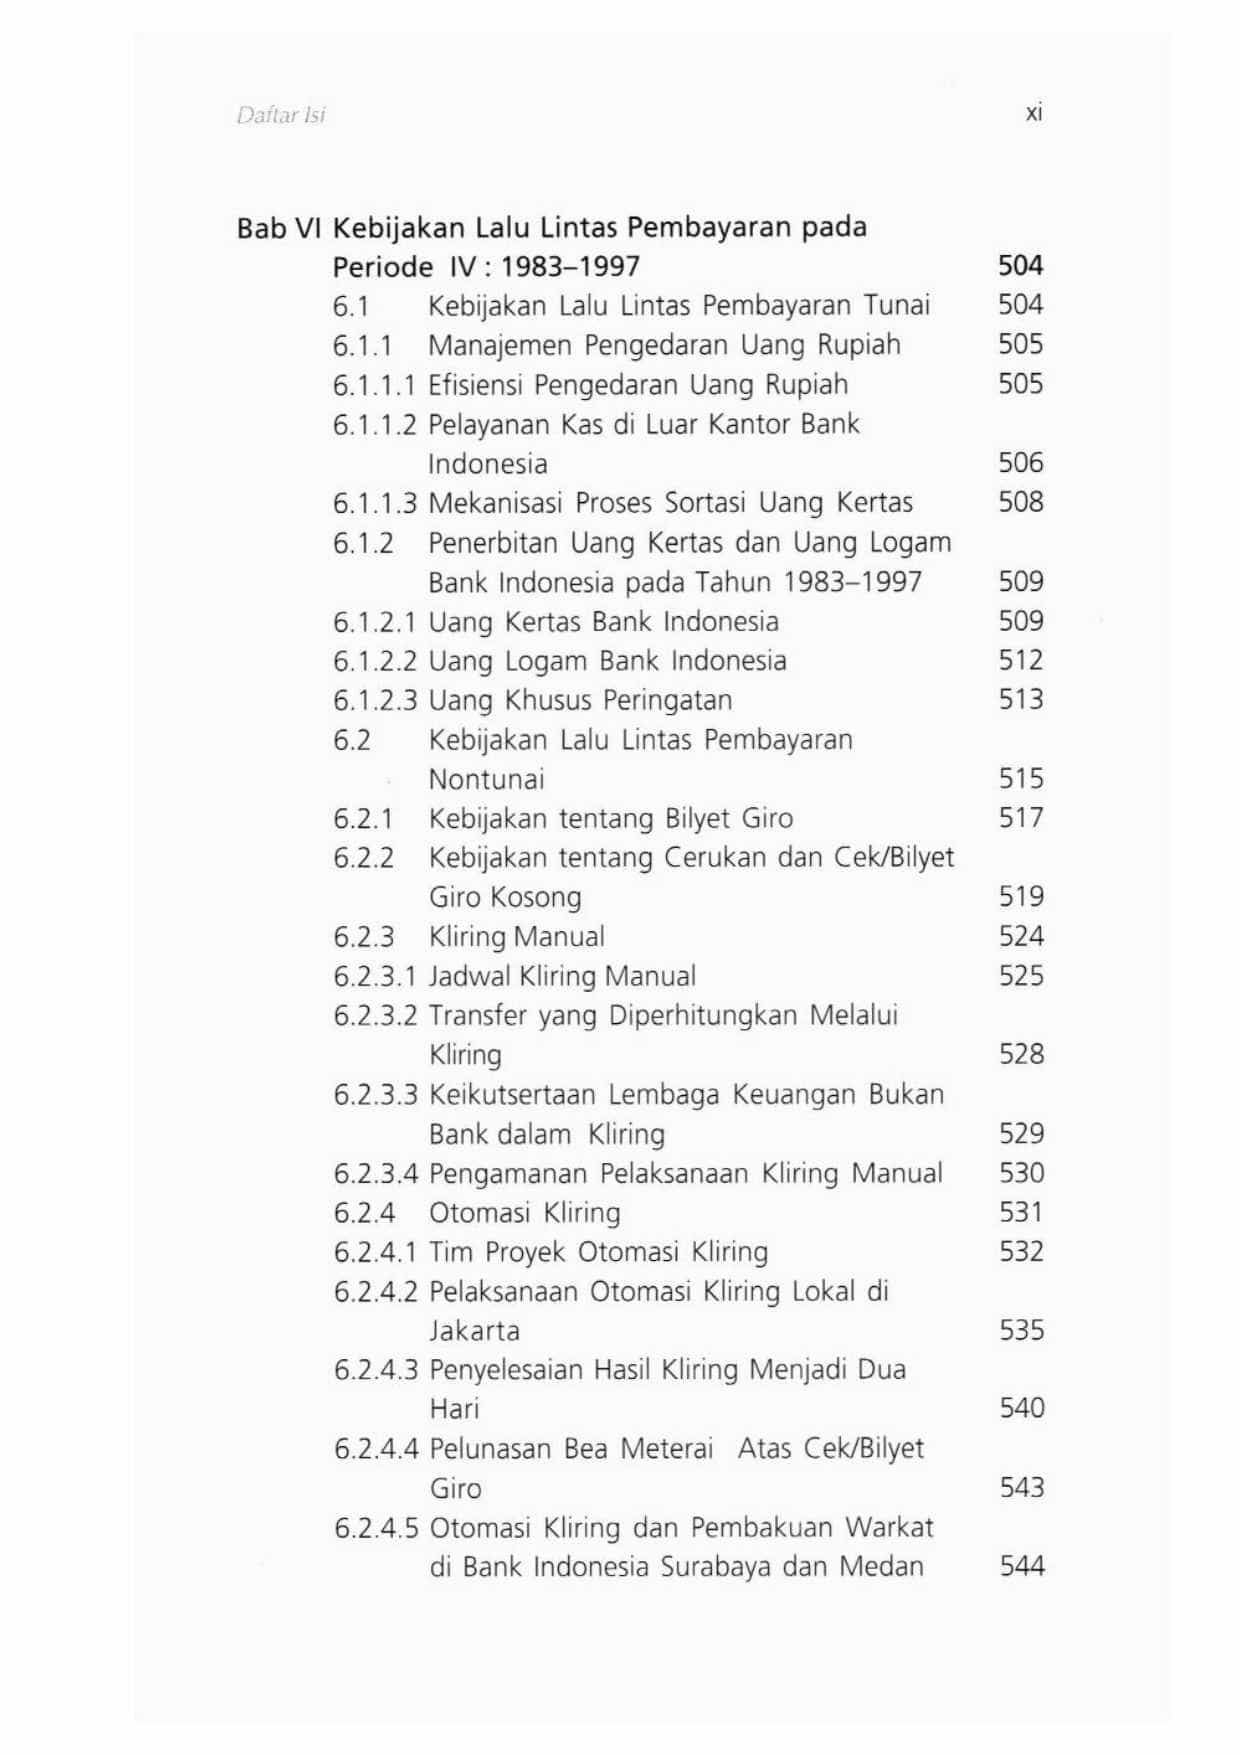 Daftar Isi xi
Bab VI Kebijakan Lalu Lintas Pembayaran pada
Periode IV : 1983–1997 504
6.1 Kebijakan Lalu Lintas Pembayaran Tunai 504
6.1.1 Manajemen Pengedaran Uang Rupiah 505
6.1.1.1 Efisiensi Pengedaran Uang Rupiah 505
6.1.1.2 Pelayanan Kas di Luar Kantor Bank
Indonesia 506
6.1.1.3 Mekanisasi Proses Sortasi Uang Kertas 508
6.1.2 Penerbitan Uang Kertas dan Uang Logam
Bank Indonesia pada Tahun 1983–1997 509
6.1.2.1 Uang Kertas Bank Indonesia 509
6.1.2.2 Uang Logam Bank Indonesia 512
6.1.2.3 Uang Khusus Peringatan 513
6.2 Kebijakan Lalu Lintas Pembayaran
Nontunai 515
6.2.1 Kebijakan tentang Bilyet Giro 517
6.2.2 Kebijakan tentang Cerukan dan Cek/Bilyet
Giro Kosong 519
6.2.3 Kliring Manual 524
6.2.3.1 Jadwal Kliring Manual 525
6.2.3.2 Transfer yang Diperhitungkan Melalui
Kliring 528
6.2.3.3 Keikutsertaan Lembaga Keuangan Bukan
Bank dalam Kliring 529
6.2.3.4 Pengamanan Pelaksanaan Kliring Manual 530
6.2.4 Otomasi Kliring 531
6.2.4.1 Tim Proyek Otomasi Kliring 532
6.2.4.2 Pelaksanaan Otomasi Kliring Lokal di
Jakarta 535
6.2.4.3 Penyelesaian Hasil Kliring Menjadi Dua
Hari 540
6.2.4.4 Pelunasan Bea Meterai Atas Cek/Bilyet
Giro 543
6.2.4.5 Otomasi Kliring dan Pembakuan Warkat
di Bank Indonesia Surabaya dan Medan 544